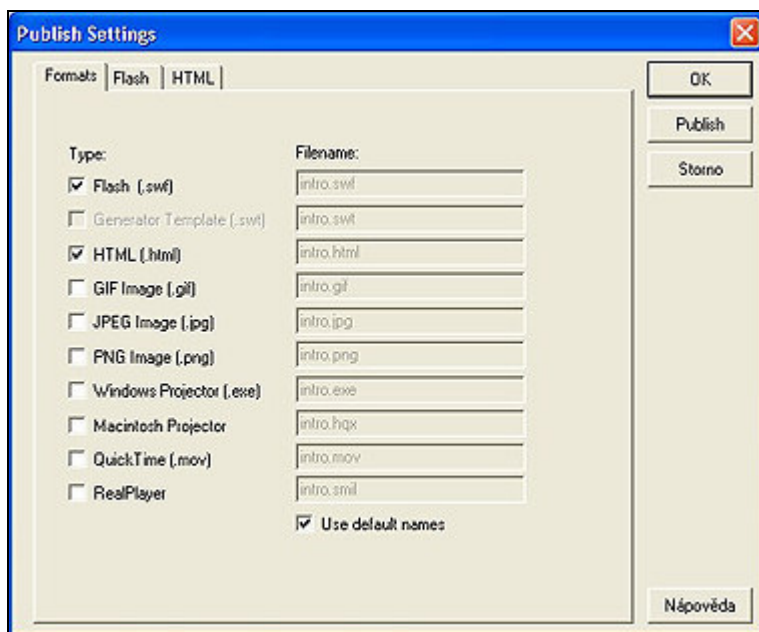 Publish Settings
Formats Flash HTML
OK
Publish
Storno
Type: Filename:
Flash (.swf) intro.swf
Generator Template (.swt) intro.swt
HTML (.html) intro.html
GIF Image (.gif) intro.gif
JPEG Image (.jpg) intro.jpg
PNG Image (.png) intro.png
Windows Projector (.exe) intro.exe
Macintosh Projector intro.hqx
QuickTime (.mov) intro.mov
RealPlayer intro.smil
Use default names
Nápověda